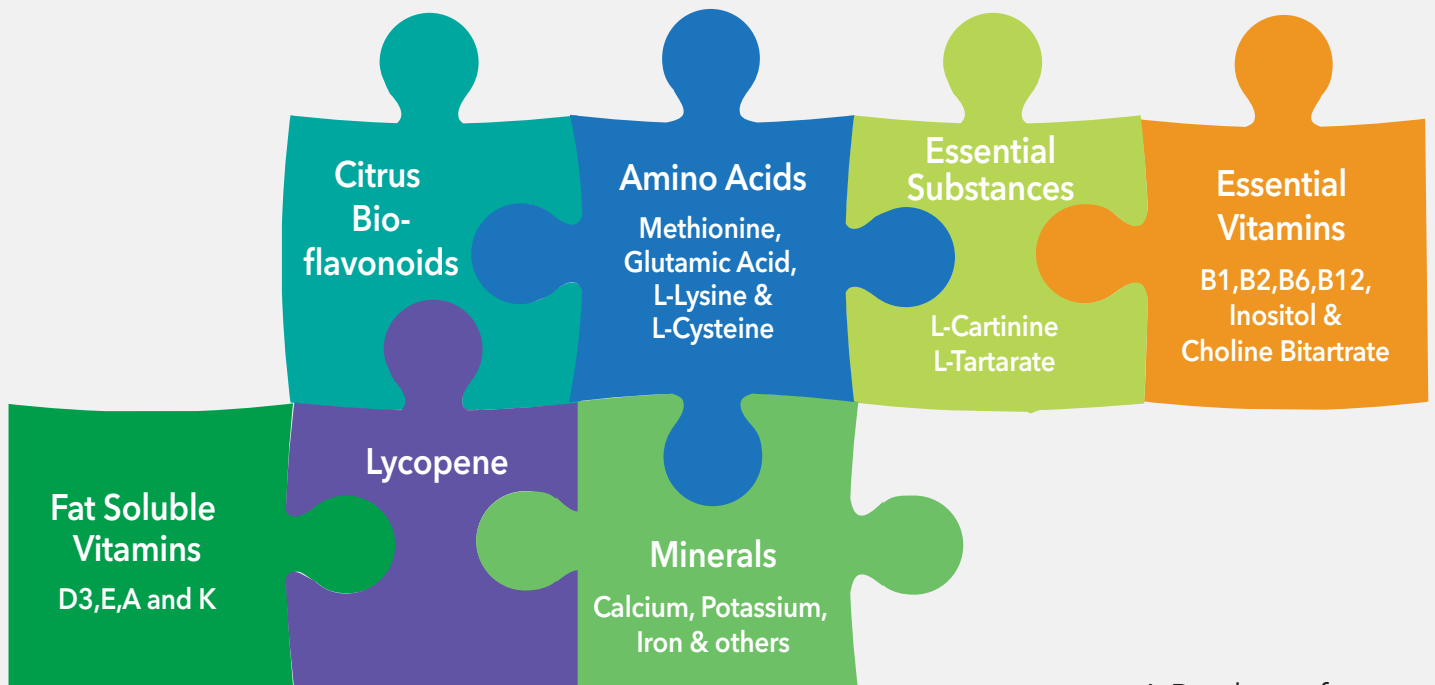 Citrus
Bio-
flavonoids
Amino Acids
Methionine,
Glutamic Acid,
L-Lysine &
L-Cysteine
Essential
Substances
L-Cartinine
L-Tartarate
Essential
Vitamins
B1,B2,B6,B12,
Inositol &
Choline Bitartrate
Fat Soluble
Vitamins
D3,E,A and K
Lycopene
Minerals
Calcium, Potassium,
Iron & others